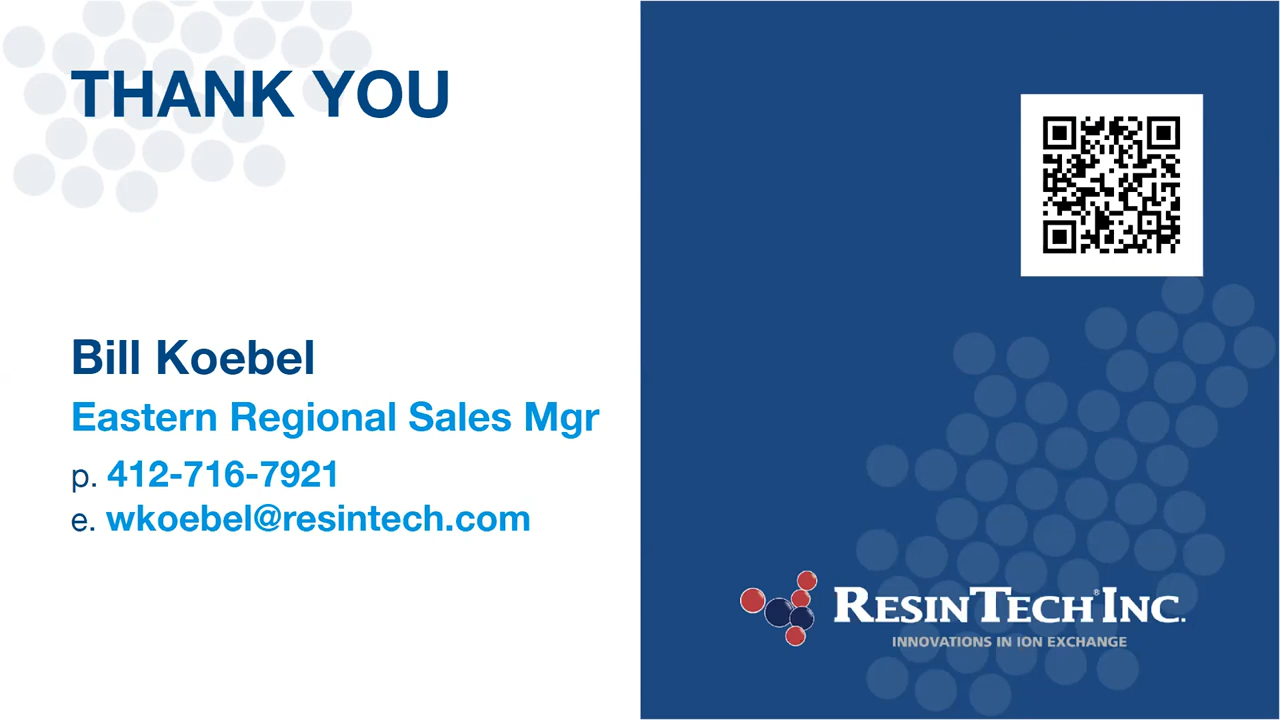 THANK YOU
Bill Koebel
Eastern Regional Sales Mgr
p. 412-716-7921
e. wkoebel@resintech.com
RESINTECH® INC.
INNOVATIONS IN ION EXCHANGE